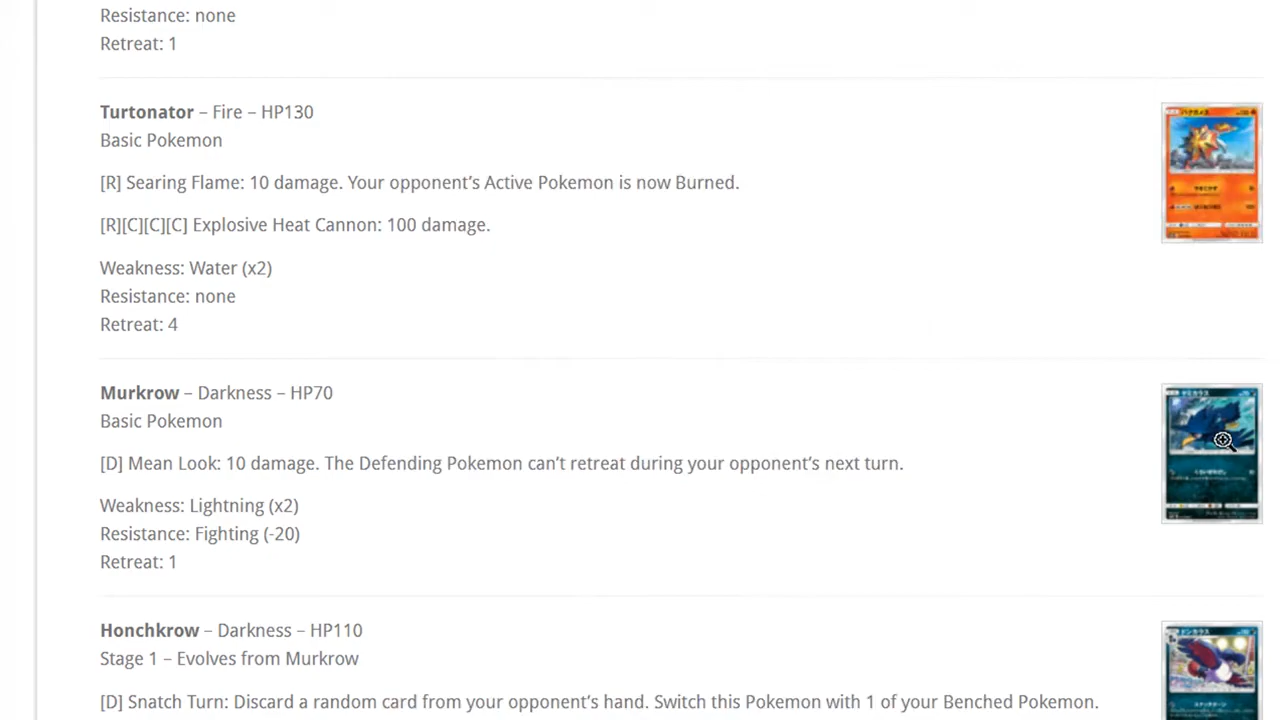 Resistance: none
Retreat: 1
Turtonator – Fire – HP130
Basic Pokemon
[R] Searing Flame: 10 damage. Your opponent’s Active Pokemon is now Burned.
[R][C][C][C] Explosive Heat Cannon: 100 damage.
Weakness: Water (x2)
Resistance: none
Retreat: 4
Murkrow – Darkness – HP70
Basic Pokemon
[D] Mean Look: 10 damage. The Defending Pokemon can’t retreat during your opponent’s next turn.
Weakness: Lightning (x2)
Resistance: Fighting (-20)
Retreat: 1
Honchkrow – Darkness – HP110
Stage 1 – Evolves from Murkrow
[D] Snatch Turn: Discard a random card from your opponent’s hand. Switch this Pokemon with 1 of your Benched Pokemon.